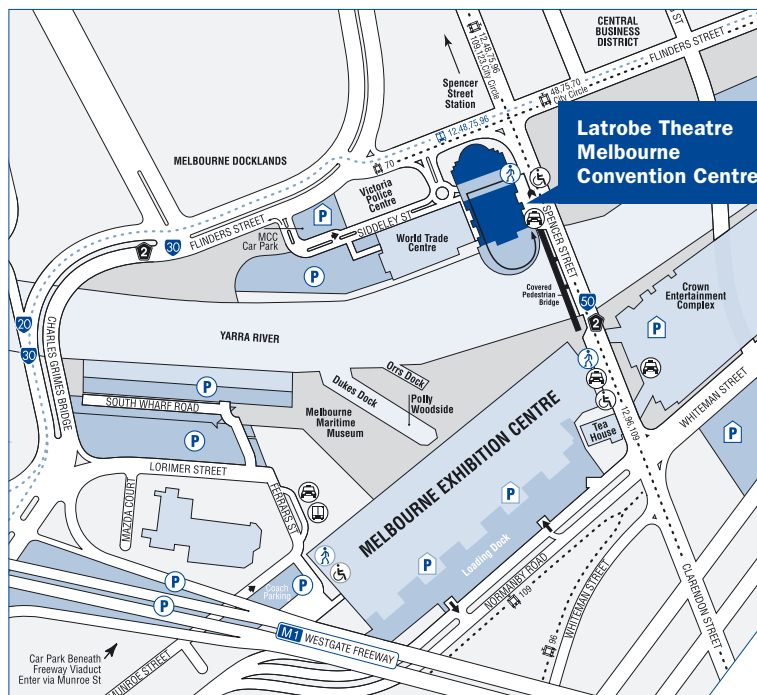 CENTRAL
BUSINESS
DISTRICT
ST
FLINDERS STREET
12,48,75,96
109,123,City Circle
48,75,70
City Circle
Spencer
Street
Station
12,48,75,96
70
Latrobe Theatre
Melbourne
Convention Centre
MELBOURNE DOCKLANDS
Victoria
Police
Centre
P
MCC
Car Park
SIDDELEY ST
FLINDERS STREET
2
30
World Trade
Centre
P
SPENCER STREET
Covered
Pedestrian
Bridge
50
2
Crown
Entertainment
Complex
P
20
30
CHARLES GRIMES BRIDGE
YARRA RIVER
Orrs Dock
Dukes Dock
Polly
Woodside
P
SOUTH WHARF ROAD
P
Melbourne
Maritime
Museum
WHITEMAN STREET
12,96,109
Tea
House
P
LORIMER STREET
MAZDA COURT
FERRARS ST
MELBOURNE EXHIBITION CENTRE
P
P
Loading Dock
NORMANBY ROAD
109
WHITEMAN STREET
96
CLARENDON STREET
P
P
Coach
Parking
P
M1 WESTGATE FREEWAY
Car Park Beneath
Freeway Viaduct
Enter via Munroe St
MUNROE STREET